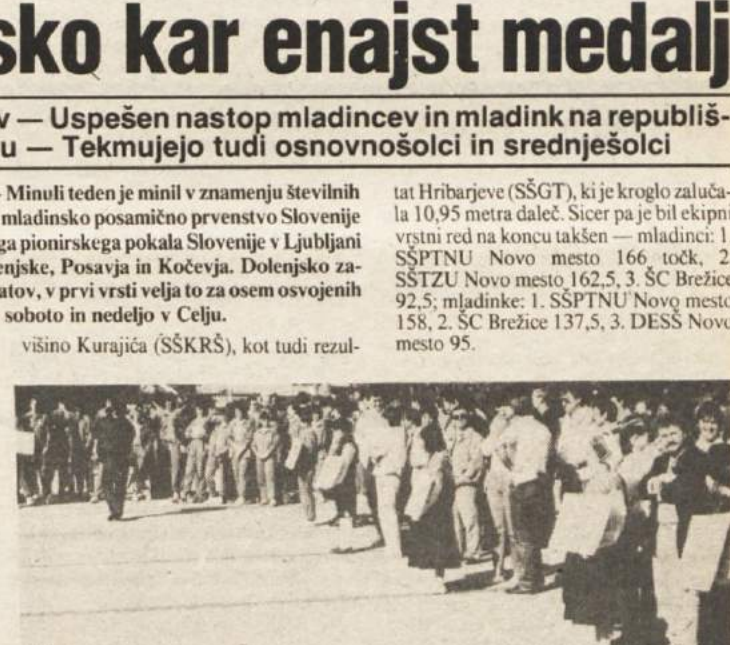 sko kar enajst medalj
v — Uspešen nastop mladincev in mladink na republiš-
u — Tekmujejo tudi osnovnošolci in srednješolci
Minuli teden je minil v znamenju številnih
mladinsko posamično prvenstvo Slovenije
ga pionirskega pokala Slovenije v Ljubljani
enjske, Posavja in Kočevja. Dolenjsko za-
atov, v prvi vrsti velja to za osem osvojenih
soboto in nedeljo v Celju.
višino Kurajića (SŠKRŠ), kot tudi rezul-
tat Hribarjeve (SŠGT), ki je kroglo zaluča-
la 10,95 metra daleč. Sicer pa je bil ekipni
vrstni red na koncu takšen — mladinci: 1
SŠPTNU Novo mesto 166 točk, 2.
SŠTZU Novo mesto 162,5, 3. ŠC Brežice
92,5; mladinke: 1. SŠPTNU Novo mesto
158, 2. ŠC Brežice 137,5, 3. DESŠ Novo
mesto 95.